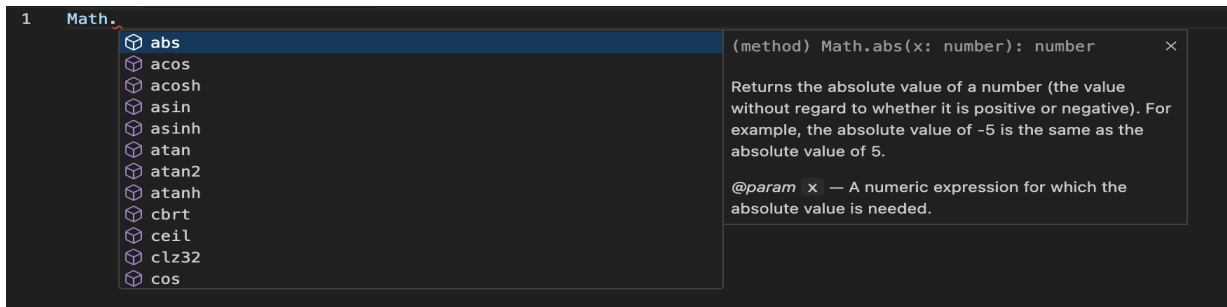 1 Math.
abs
acos
acosh
asin
asinh
atan
atan2
atanh
cbrt
ceil
clz32
cos
(method) Math.abs(x: number): number
Returns the absolute value of a number (the value
without regard to whether it is positive or negative). For
example, the absolute value of -5 is the same as the
absolute value of 5.
@param x — A numeric expression for which the
absolute value is needed.